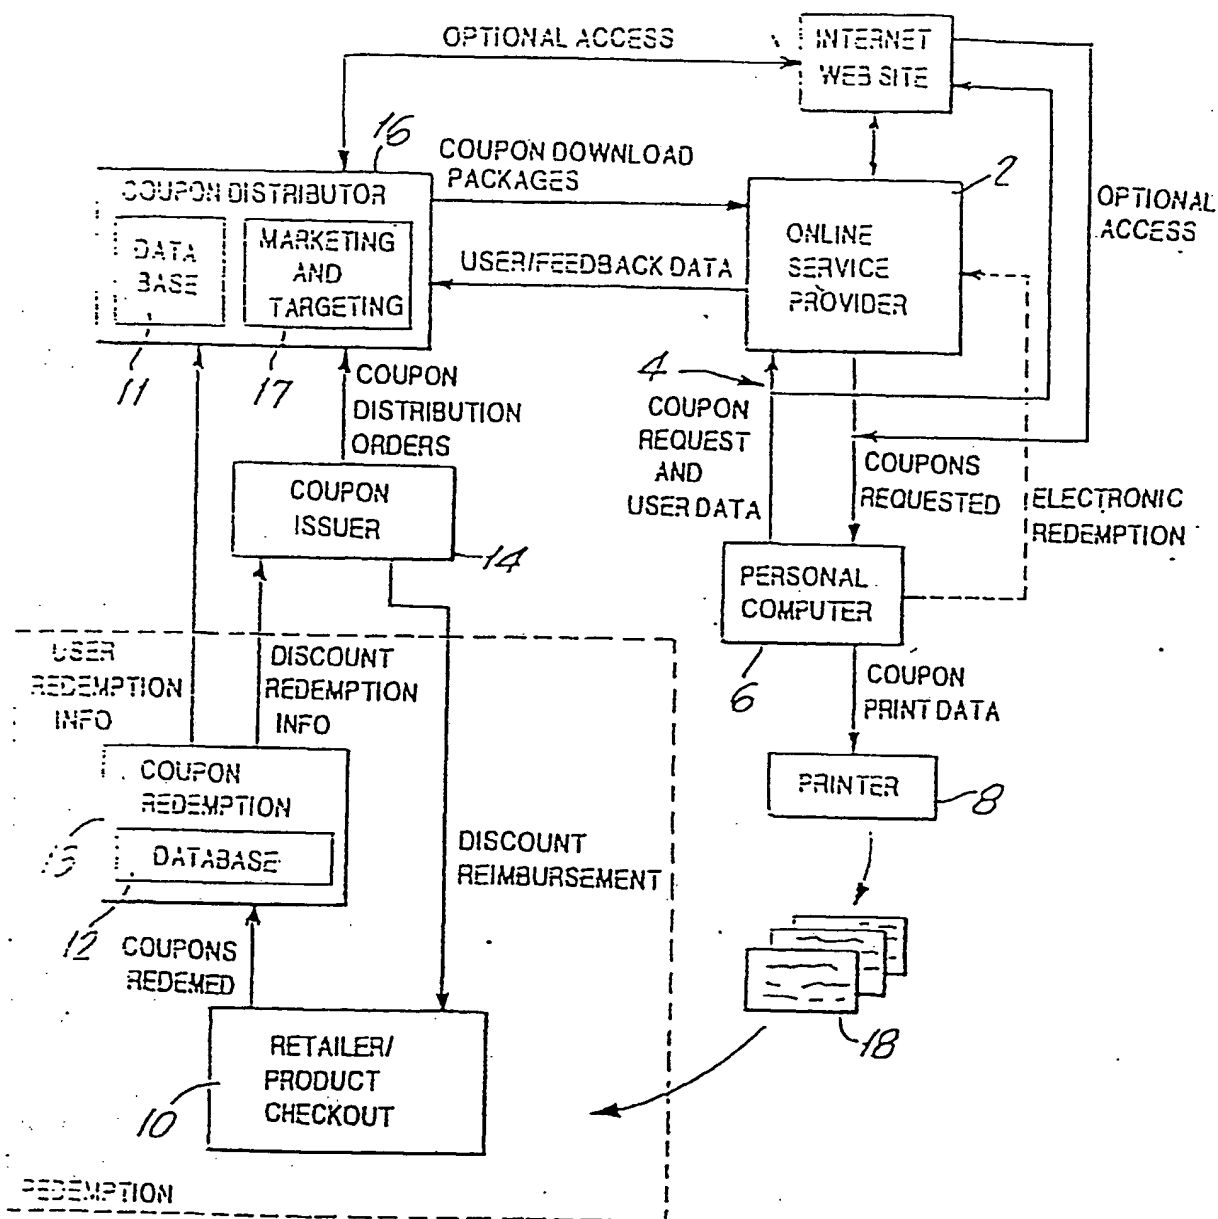 OPTIONAL ACCESS
INTERNET
WEB SITE
16
COUPON DOWNLOAD
PACKAGES
2
OPTIONAL
ACCESS
COUPON DISTRIBUTOR
DATA
BASE
MARKETING
AND
TARGETING
USER/FEEDBACK DATA
ONLINE
SERVICE
PROVIDER
11
17
COUPON
DISTRIBUTION
ORDERS
4
COUPON
REQUEST
AND
USER DATA
COUPONS
REQUESTED
ELECTRONIC
REDEMPTION
COUPON
ISSUER
14
PERSONAL
COMPUTER
6
USER
REDEMPTION
INFO
DISCOUNT
REDEMPTION
INFO
COUPON
PRINT DATA
COUPON
REDEMPTION
DATABASE
13
12
PRINTER
8
DISCOUNT
REIMBURSEMENT
COUPONS
REDEMED
18
RETAILER/
PRODUCT
CHECKOUT
10
REDEMPTION